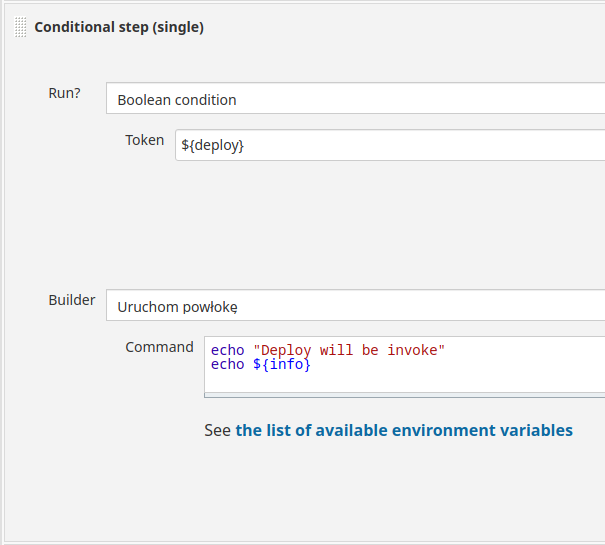 Conditional step (single)
Run?
Boolean condition
Token
${deploy}
Builder
Uruchom powłokę
Command
echo "Deploy will be invoke"
echo ${info}
See the list of available environment variables